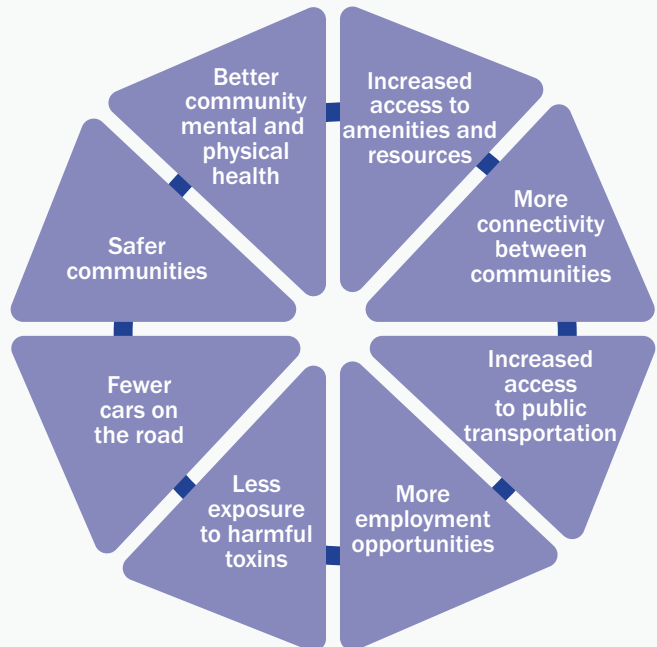 Better
community
mental and
physical
health
Increased
access to
amenities and
resources
More
connectivity
between
communities
Increased
access
to public
transportation
More
employment
opportunities
Less
exposure
to harmful
toxins
Fewer
cars on
the road
Safer
communities